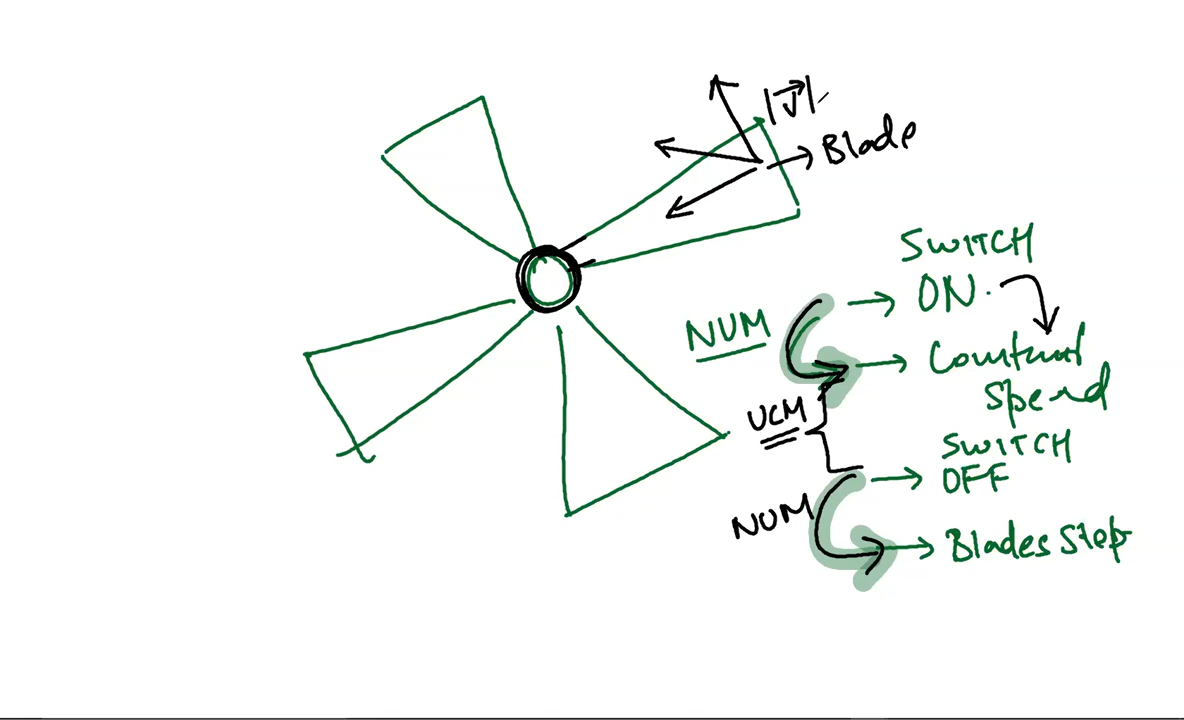 |v⃗|
Blade
SWITCH
ON.
NUM
Constant
Speed
UCM
SWITCH
OFF
NUM
Blades Stop